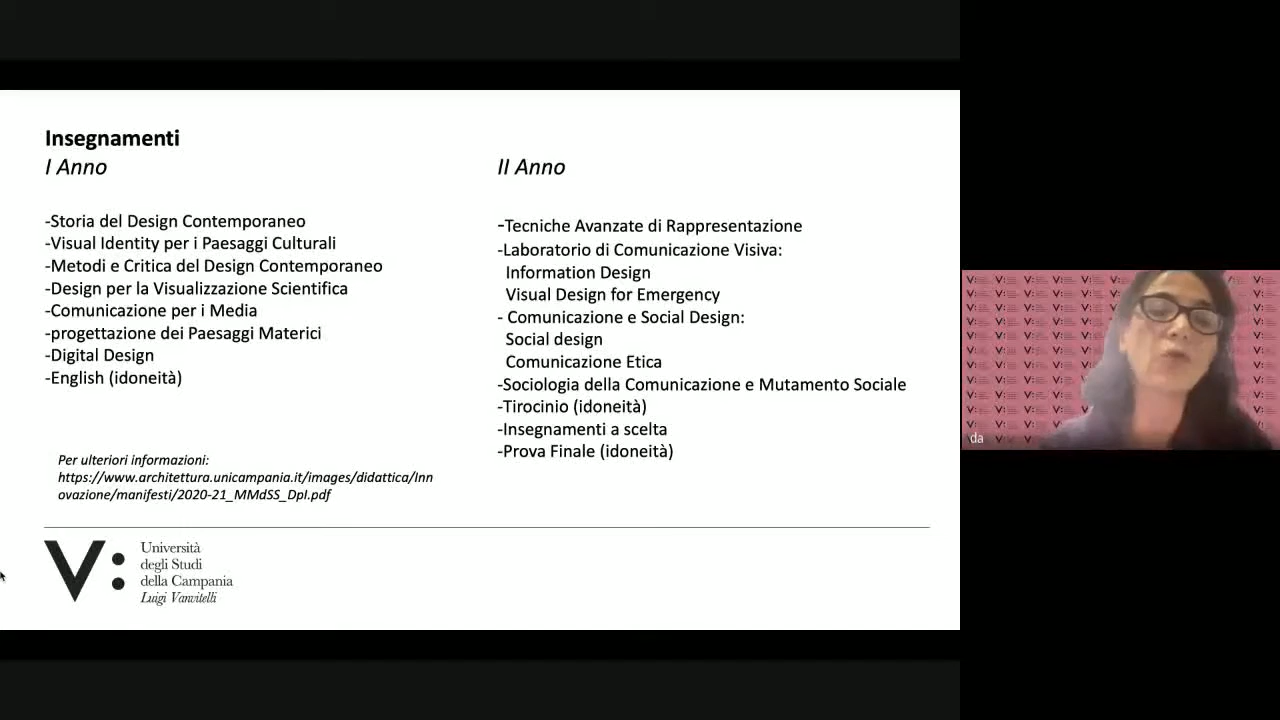 Insegnamenti
I Anno
-Storia del Design Contemporaneo
-Visual Identity per i Paesaggi Culturali
-Metodi e Critica del Design Contemporaneo
-Design per la Visualizzazione Scientifica
-Comunicazione per i Media
-progettazione dei Paesaggi Materici
-Digital Design
-English (idoneità)
Per ulteriori informazioni:
https://www.architettura.unicampania.it/images/didattica/Inn
ovazione/manifesti/2020-21_MMdSS_DpI.pdf
II Anno
-Tecniche Avanzate di Rappresentazione
-Laboratorio di Comunicazione Visiva:
Information Design
Visual Design for Emergency
- Comunicazione e Social Design:
Social design
Comunicazione Etica
-Sociologia della Comunicazione e Mutamento Sociale
-Tirocinio (idoneità)
-Insegnamenti a scelta
-Prova Finale (idoneità)
V:
Università
degli Studi
della Campania
Luigi Vanvitelli
da